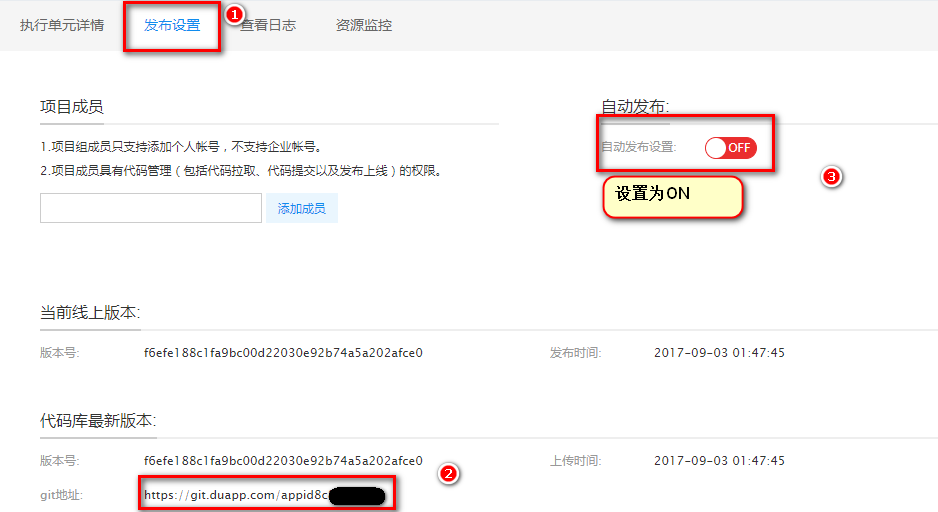 执行单元详情 发布设置 1 查看日志 资源监控
项目成员
1.项目组成员只支持添加个人帐号，不支持企业帐号。
2.项目成员具有代码管理（包括代码拉取、代码提交以及发布上线）的权限。
添加成员
自动发布:
自动发布设置: OFF
3
设置为ON
当前线上版本:
版本号: f6efe188c1fa9bc00d22030e92b74a5a202afce0 发布时间: 2017-09-03 01:47:45
代码库最新版本:
版本号: f6efe188c1fa9bc00d22030e92b74a5a202afce0 上传时间: 2017-09-03 01:47:45
2
git地址: https://git.duapp.com/appid8c